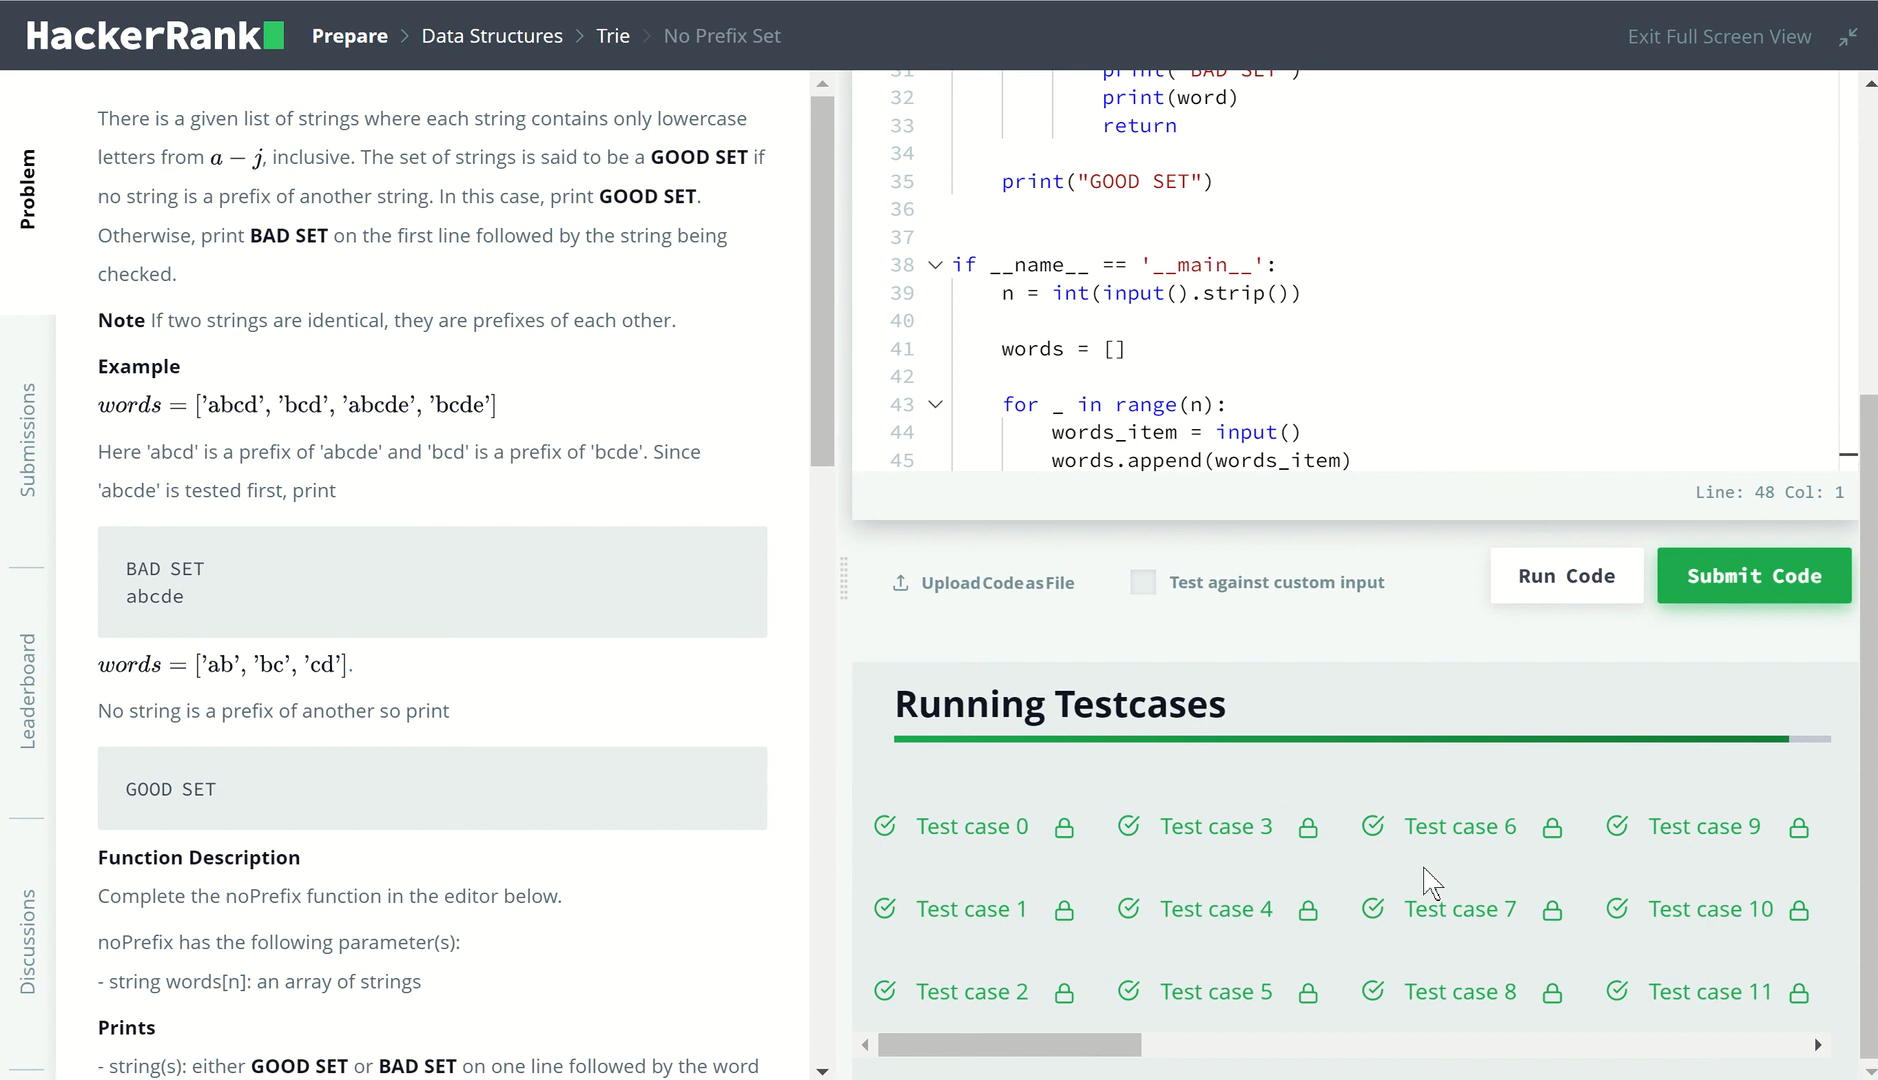 HackerRank Prepare > Data Structures > Trie > No Prefix Set Exit Full Screen View
Problem
Submissions
Leaderboard
Discussions
There is a given list of strings where each string contains only lowercase
letters from a − j, inclusive. The set of strings is said to be a GOOD SET if
no string is a prefix of another string. In this case, print GOOD SET.
Otherwise, print BAD SET on the first line followed by the string being
checked.
Note If two strings are identical, they are prefixes of each other.
Example
words = ['abcd', 'bcd', 'abcde', 'bcde']
Here 'abcd' is a prefix of 'abcde' and 'bcd' is a prefix of 'bcde'. Since
'abcde' is tested first, print
BAD SET
abcde
words = ['ab', 'bc', 'cd'].
No string is a prefix of another so print
GOOD SET
Function Description
Complete the noPrefix function in the editor below.
noPrefix has the following parameter(s):
- string words[n]: an array of strings
Prints
- string(s): either GOOD SET or BAD SET on one line followed by the word
31 print("BAD SET")
32 print(word)
33 return
34
35 print("GOOD SET")
36
37
38 if __name__ == '__main__':
39 n = int(input().strip())
40
41 words = []
42
43 for _ in range(n):
44 words_item = input()
45 words.append(words_item)
Line: 48 Col: 1
Upload Code as File Test against custom input Run Code Submit Code
Running Testcases
Test case 0 Test case 3 Test case 6 Test case 9
Test case 1 Test case 4 Test case 7 Test case 10
Test case 2 Test case 5 Test case 8 Test case 11